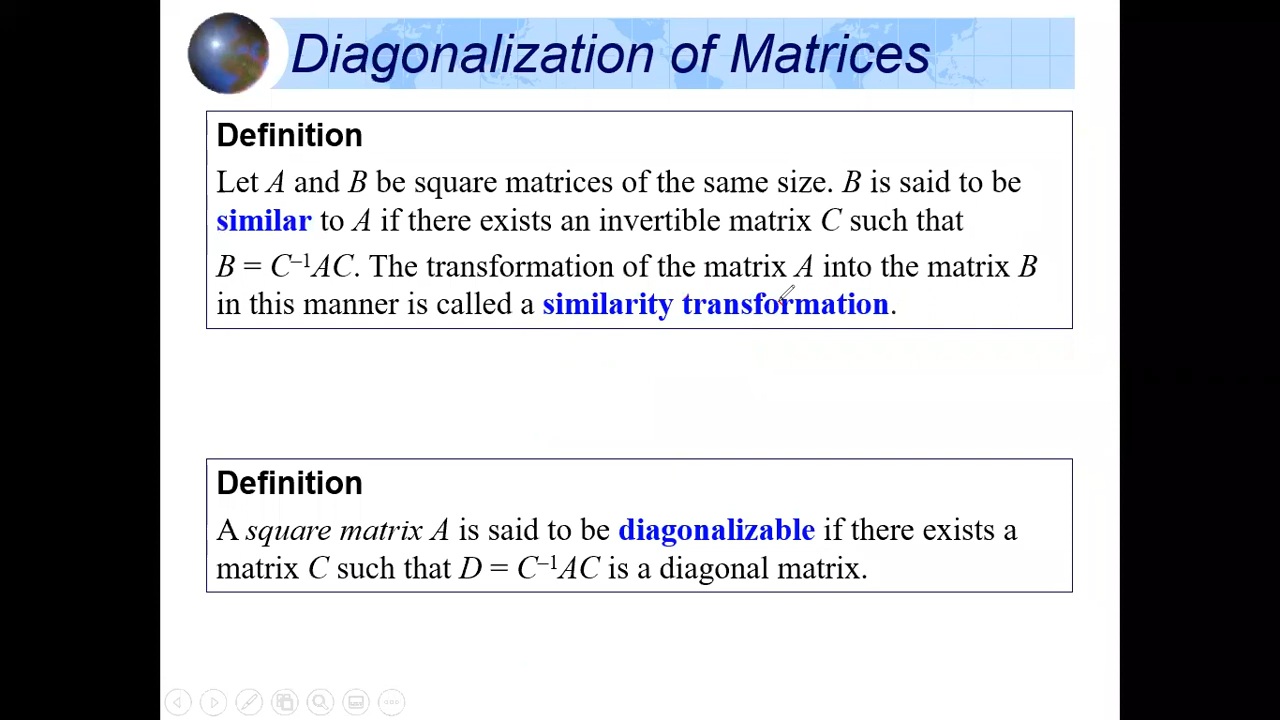 Diagonalization of Matrices
Definition
Let A and B be square matrices of the same size. B is said to be
similar to A if there exists an invertible matrix C such that
B = C⁻¹AC. The transformation of the matrix A into the matrix B
in this manner is called a similarity transformation.
Definition
A square matrix A is said to be diagonalizable if there exists a
matrix C such that D = C⁻¹AC is a diagonal matrix.